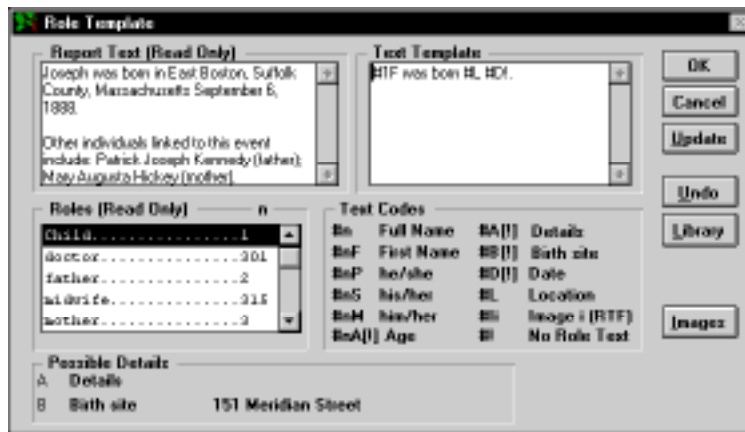 Role Template
Report Text (Read Only)
Joseph was born in East Boston, Suffolk
County, Massachusetts September 6,
1888.
Other individuals linked to this event
include: Patrick Joseph Kennedy (father);
Mary Augusta Hickey (mother).
Text Template
#1F was born #L #D!.
OK
Cancel
Update
Undo
Library
Images
Roles (Read Only) n
Child................1
doctor.............301
father...............2
midwife............315
mother...............3
Text Codes
#n Full Name #A[!] Details
#nF First Name #B[!] Birth site
#nP he/she #D[!] Date
#nS his/her #L Location
#nM him/her #Ii Image i (RTF)
#nA[!] Age #! No Role Text
Possible Details
A Details
B Birth site 151 Meridian Street